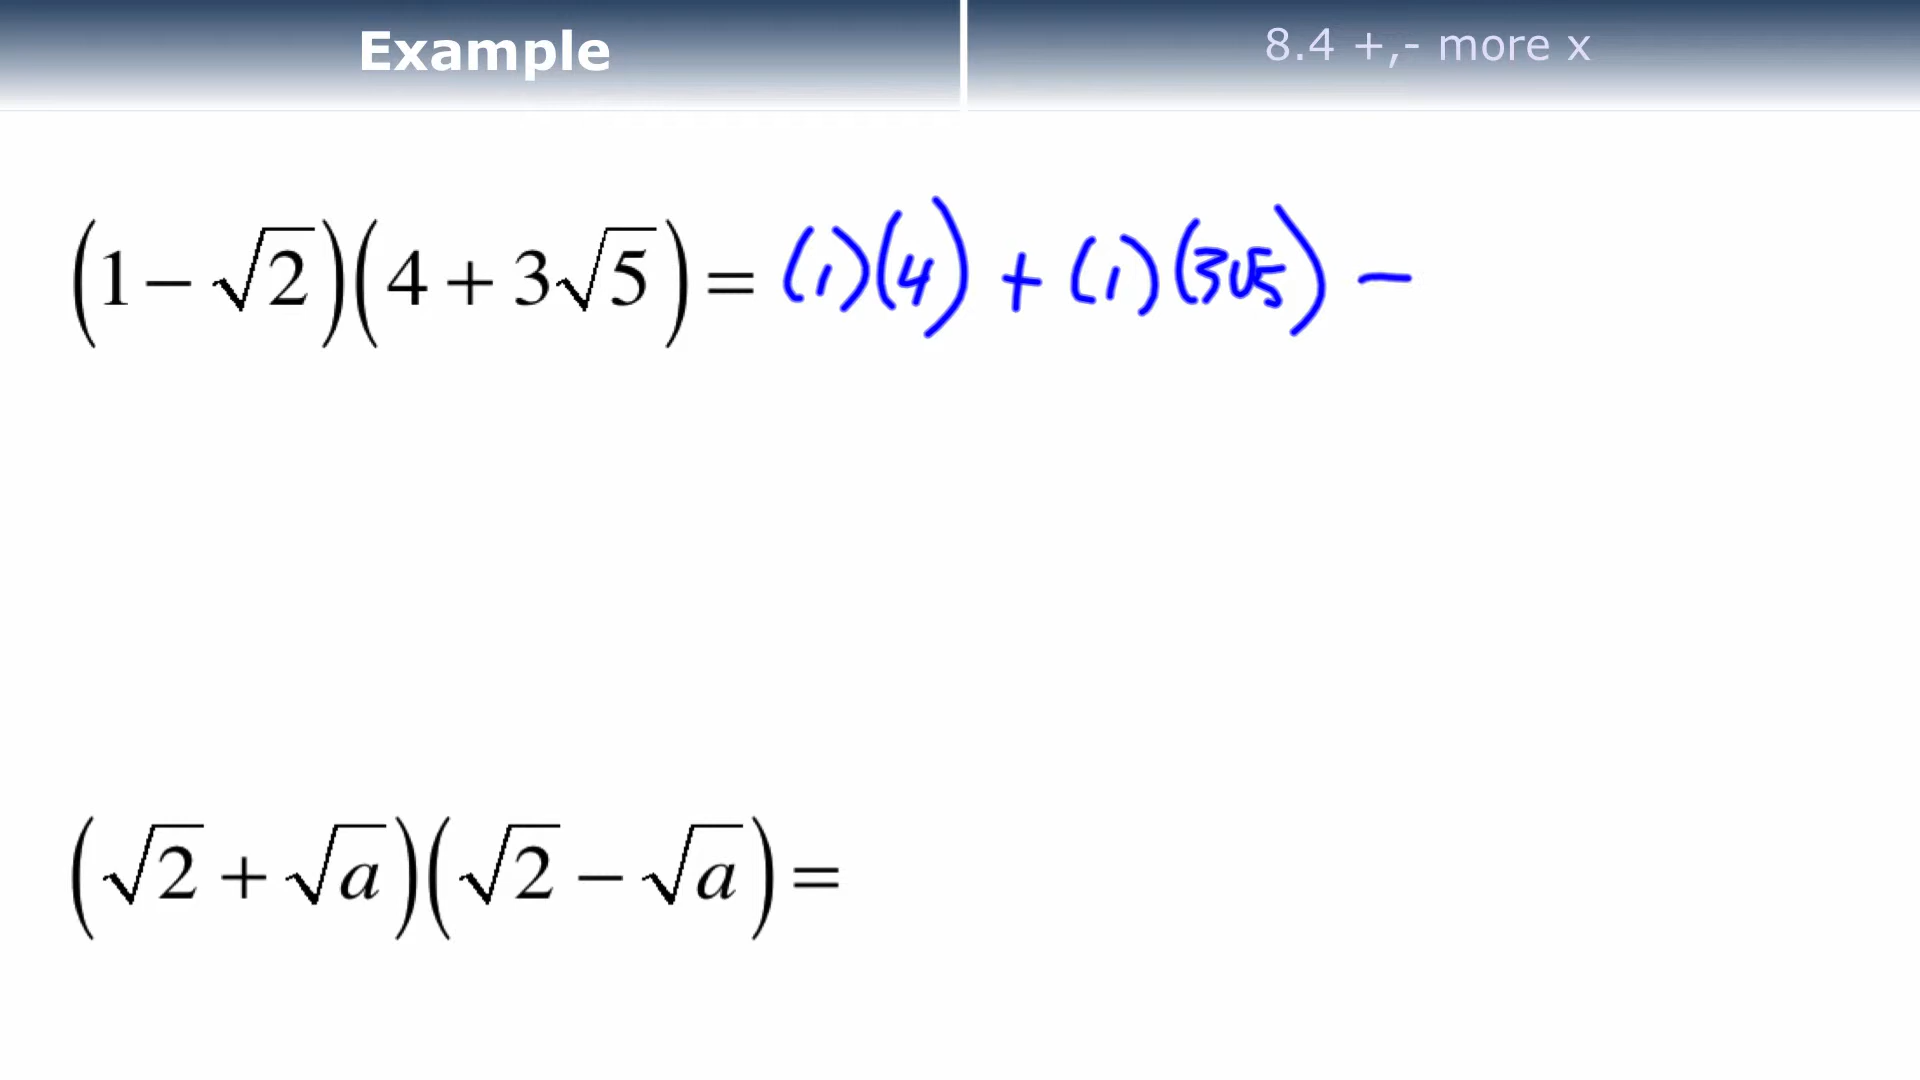 Example
8.4 +,- more x
(1 − √2)(4 + 3√5) = (1)(4) + (1)(3√5) −
(√2 + √a)(√2 − √a) =